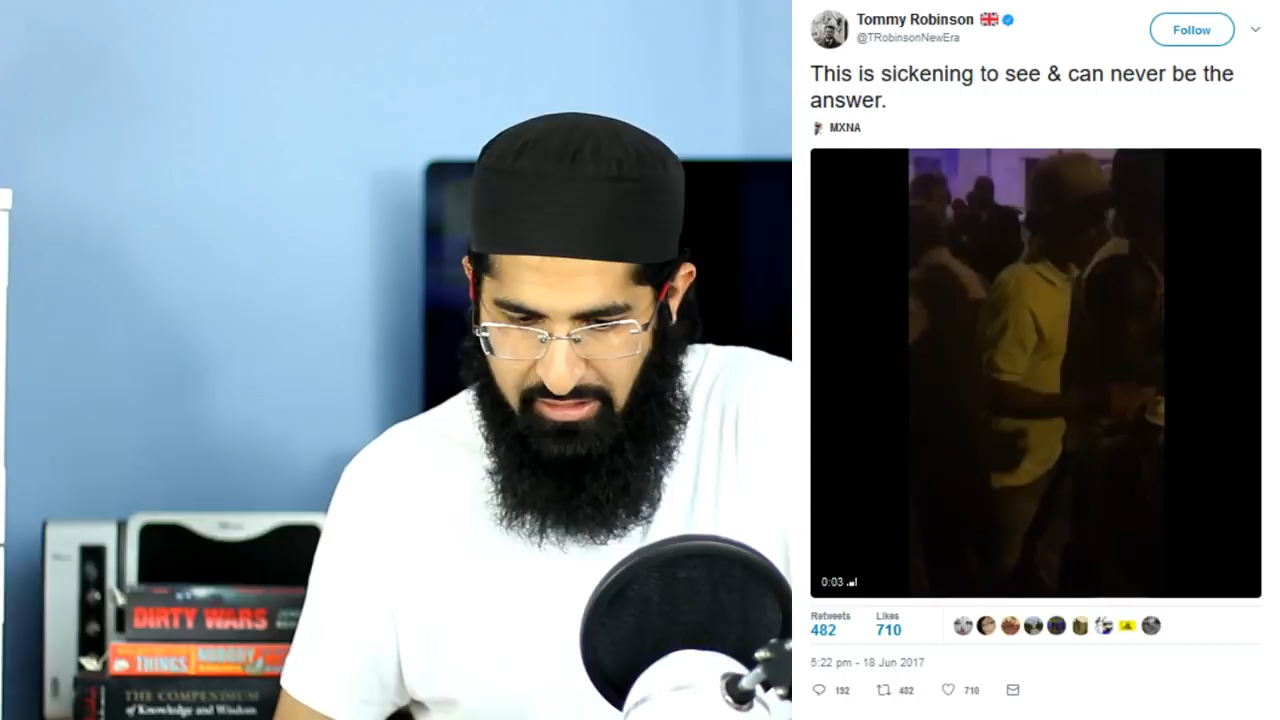 DIRTY WARS
THINGS NOBODY
THE COMPENDIUM
of Knowledge and Wisdom
Tommy Robinson
@TRobinsonNewEra
Follow
This is sickening to see & can never be the
answer.
MXNA
0:03
Retweets Likes
482 710
5:22 pm - 18 Jun 2017
192 482 710